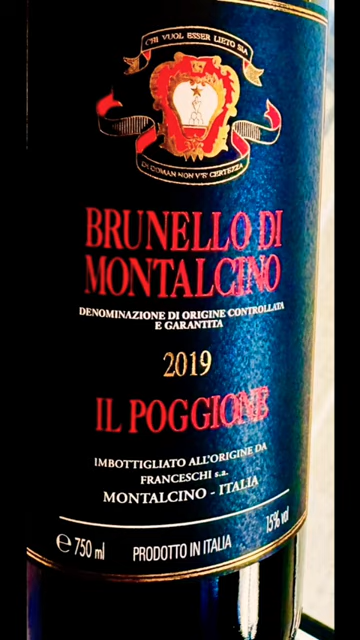 CHI VUOL ESSER LIETO SIA
DI DOMAN NON V'È CERTEZZA
BRUNELLO DI
MONTALCINO
DENOMINAZIONE DI ORIGINE CONTROLLATA
E GARANTITA
2019
IL POGGIONE
IMBOTTIGLIATO ALL'ORIGINE DA
FRANCESCHI s.a.
MONTALCINO - ITALIA
℮ 750 ml PRODOTTO IN ITALIA 15% vol